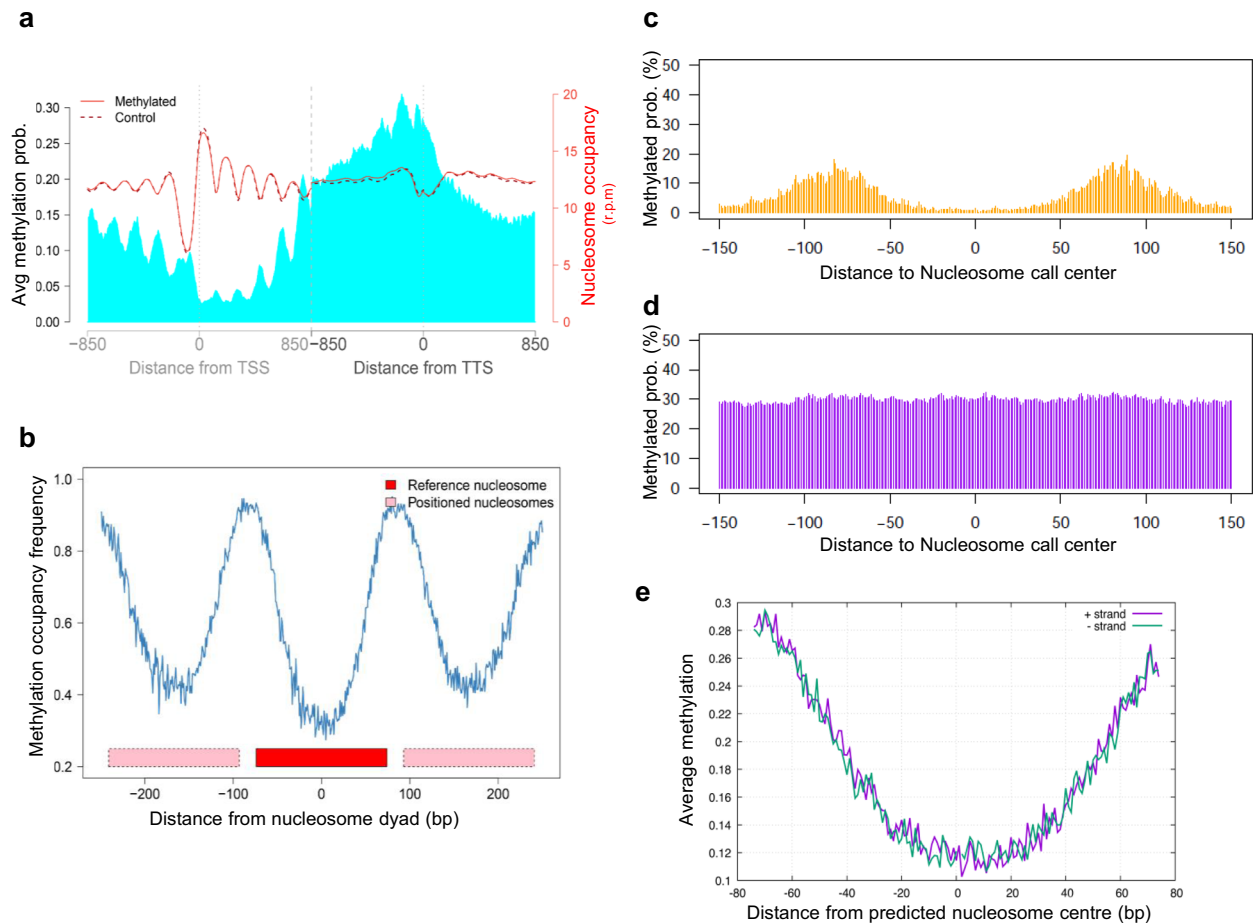 a
Methylated
Control
Avg methylation prob.
0.30
0.25
0.20
0.15
0.10
0.05
0.00
Nucleosome occupancy
(r.p.m)
20
15
10
5
0
−850 0 850 −850 0 850
Distance from TSS Distance from TTS
b
Reference nucleosome
Positioned nucleosomes
Methylation occupancy frequency
1.0
0.8
0.6
0.4
0.2
−200 −100 0 100 200
Distance from nucleosome dyad (bp)
c
Methylated prob. (%)
50
40
30
20
10
0
−150 −100 −50 0 50 100 150
Distance to Nucleosome call center
d
Methylated prob. (%)
50
40
30
20
10
0
−150 −100 −50 0 50 100 150
Distance to Nucleosome call center
e
+ strand
- strand
Average methylation
0.3
0.28
0.26
0.24
0.22
0.2
0.18
0.16
0.14
0.12
0.1
-80 -60 -40 -20 0 20 40 60 80
Distance from predicted nucleosome centre (bp)